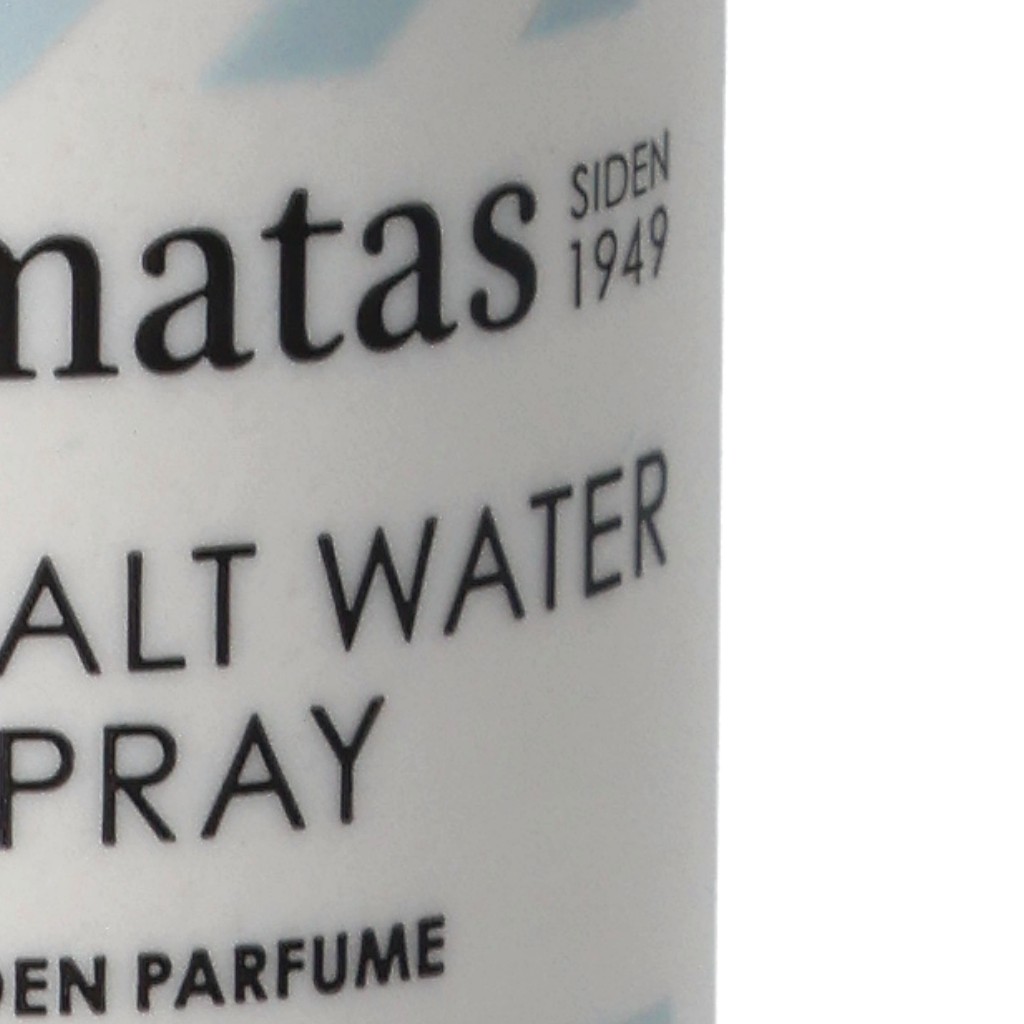 matas
SIDEN
1949
ALT WATER
PRAY
DEN PARFUME